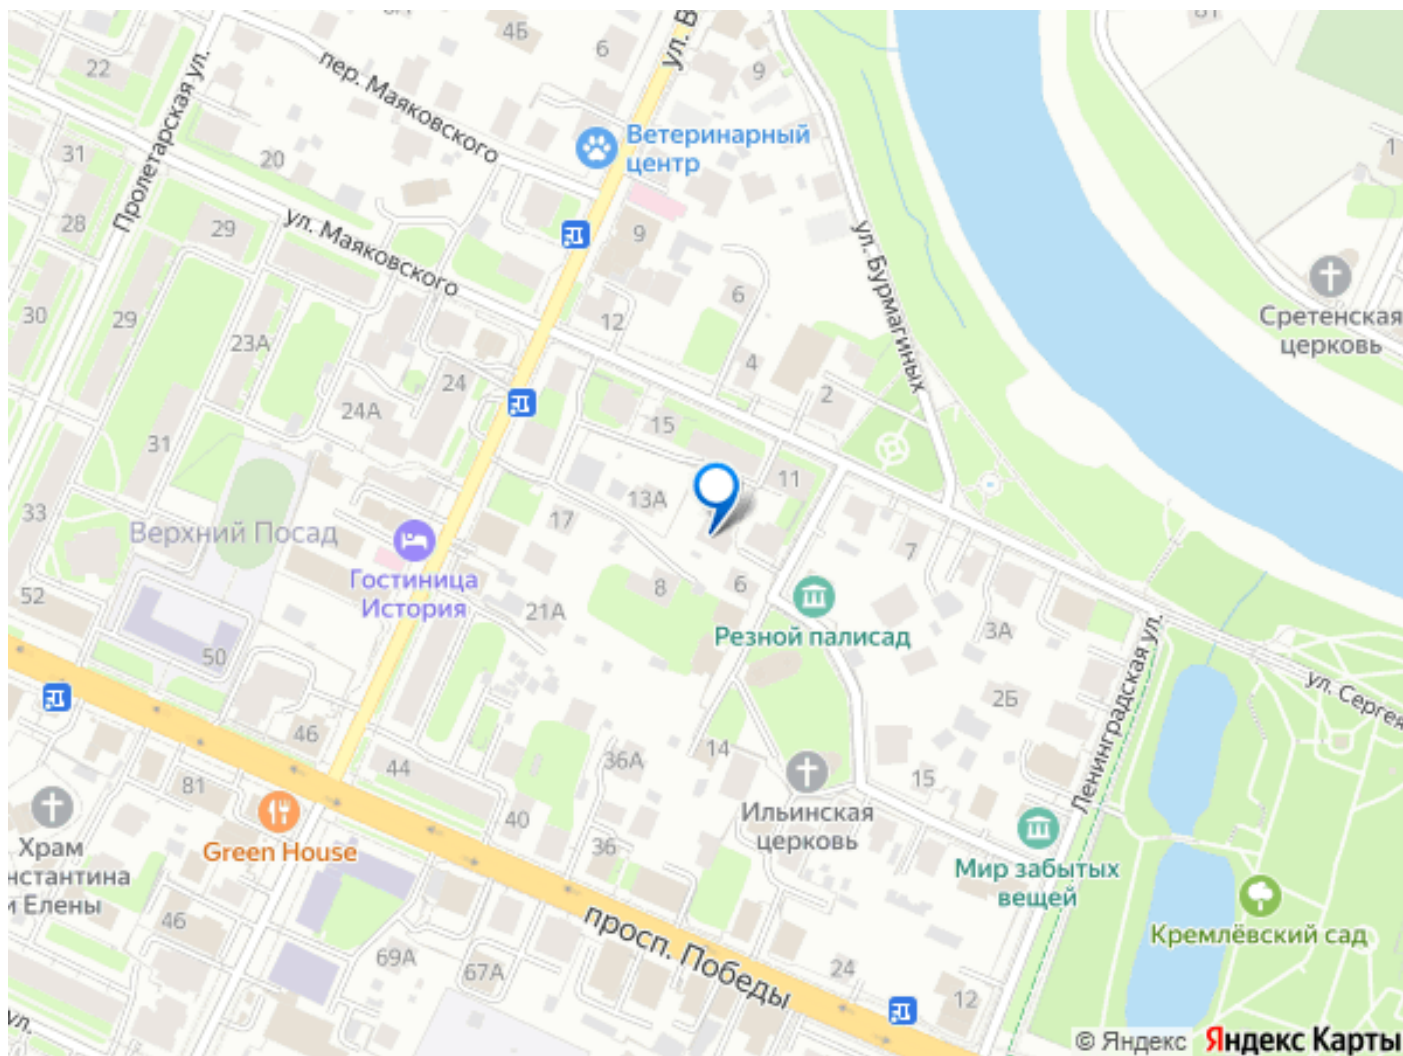 4Б
6
9
22
пер. Маяковского
ул. В
Ветеринарный
центр
31
20
Пролетарская ул.
1
28
29
ул. Маяковского
9
ул. Бурмагиных
Сретенская
церковь
30
29
23А
12
6
4
24
24А
2
15
31
11
13А
33
17
Верхний Посад
7
Гостиница
История
52
8
6
21А
Резной палисад
3А
50
Ленинградская ул.
2Б
ул. Сергея
46
14
36А
44
15
81
40
Ильинская
церковь
Green House
36
Храм
нстантина
и Елены
Мир забытых
вещей
46
просп. Победы
Кремлёвский сад
69А
67А
24
12
ул.
© Яндекс Яндекс Карты